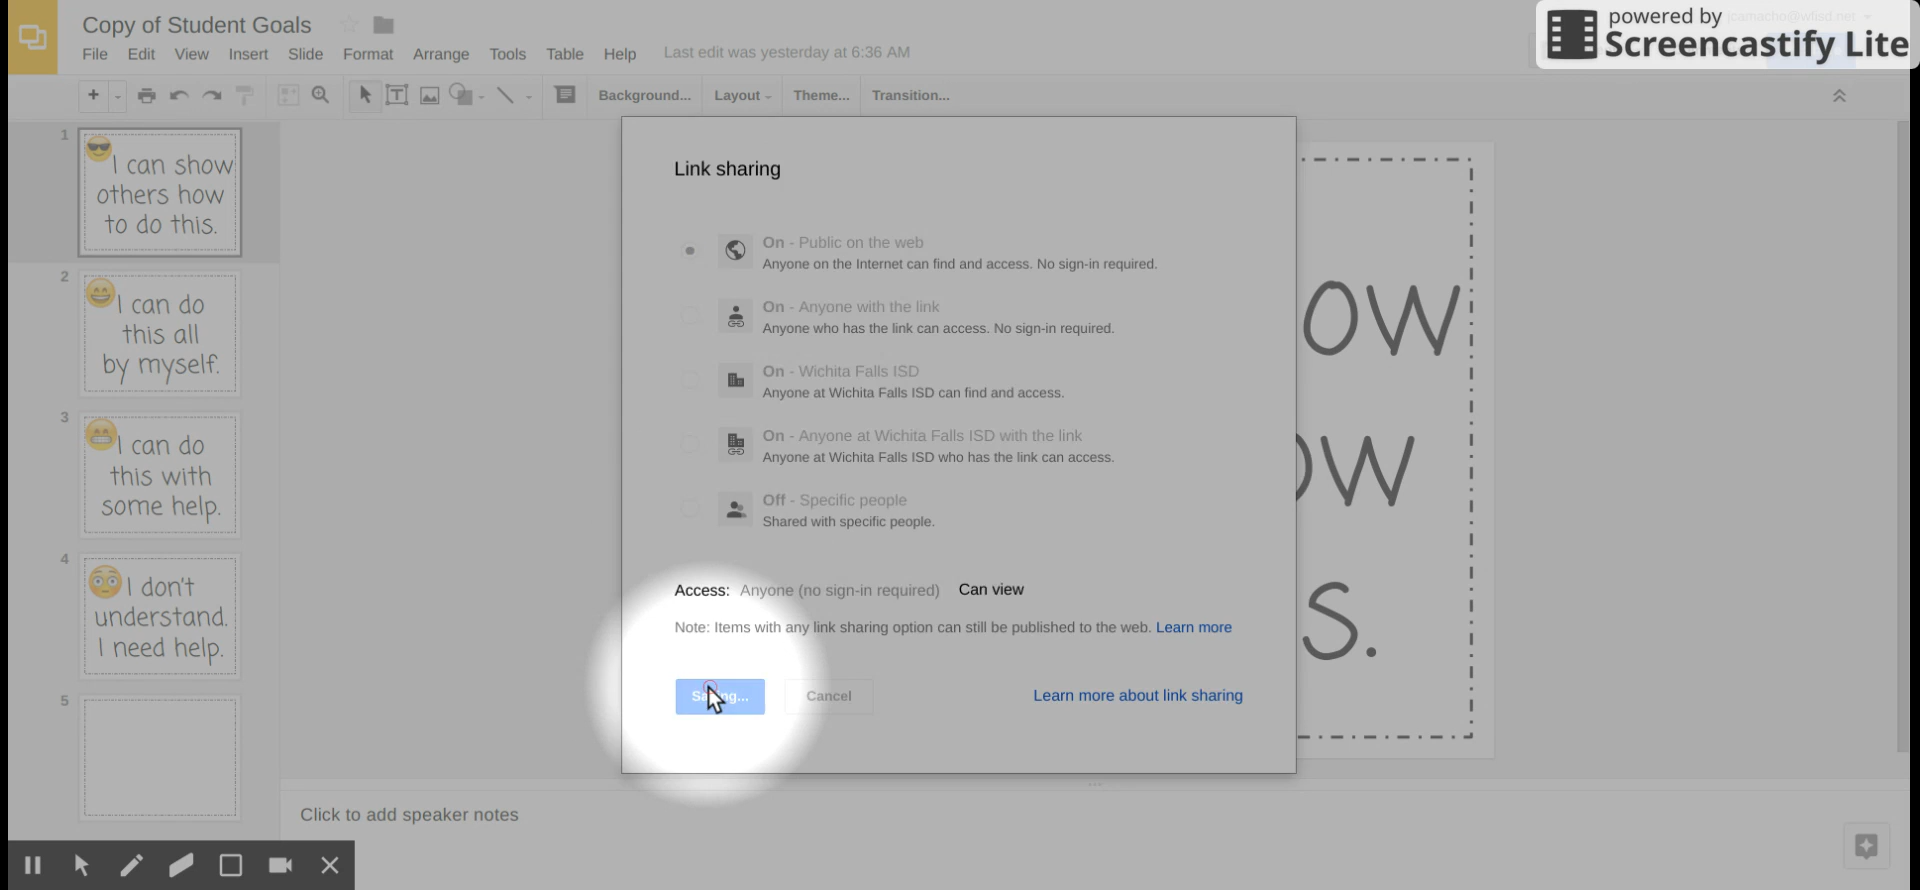 Copy of Student Goals
powered by
Screencastify Lite
jcamacho@wfisd.net
File Edit View Insert Slide Format Arrange Tools Table Help Last edit was yesterday at 6:36 AM
Background... Layout Theme... Transition...
1
I can show
others how
to do this.
2
I can do
this all
by myself.
3
I can do
this with
some help.
4
I don't
understand.
I need help.
5
Link sharing
On - Public on the web
Anyone on the Internet can find and access. No sign-in required.
On - Anyone with the link
Anyone who has the link can access. No sign-in required.
On - Wichita Falls ISD
Anyone at Wichita Falls ISD can find and access.
On - Anyone at Wichita Falls ISD with the link
Anyone at Wichita Falls ISD who has the link can access.
Off - Specific people
Shared with specific people.
Access: Anyone (no sign-in required) Can view
Note: Items with any link sharing option can still be published to the web. Learn more
Saving... Cancel Learn more about link sharing
OW
OW
S.
Click to add speaker notes